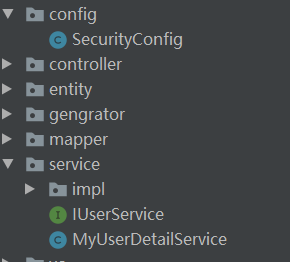 config
SecurityConfig
controller
entity
gengrator
mapper
service
impl
IUserService
MyUserDetailService